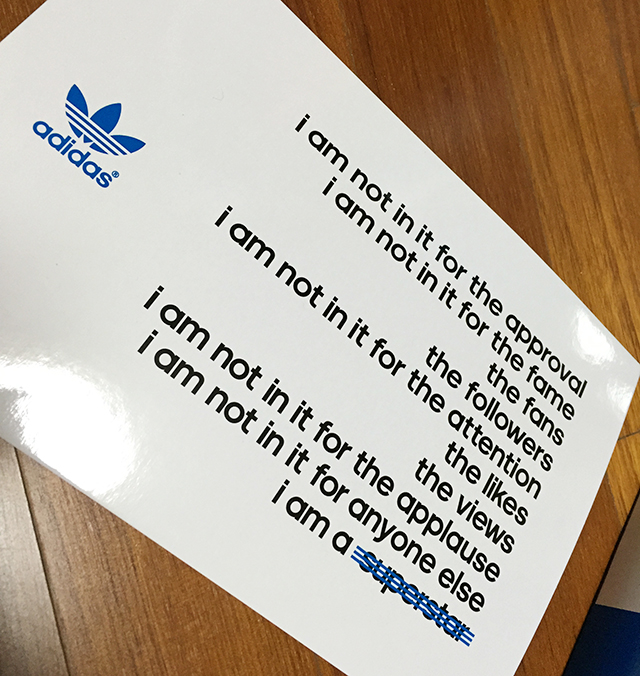 adidas®
i am not in it for the approval
i am not in it for the fame
the fans
the followers
i am not in it for the attention
the likes
the views
i am not in it for the applause
i am not in it for anyone else
i am a superstar